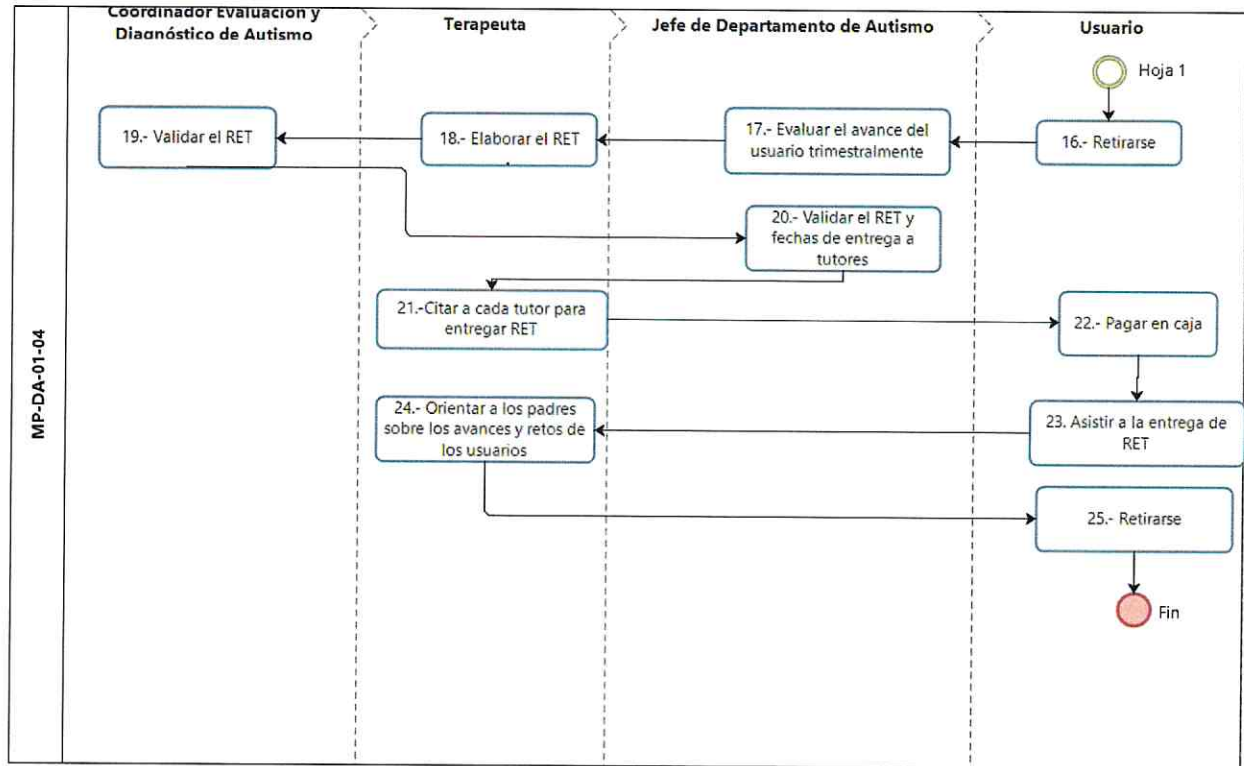 Coordinador Evaluación y
Diagnóstico de Autismo
Terapeuta
Jefe de Departamento de Autismo
Usuario
Hoja 1
19.- Validar el RET
18.- Elaborar el RET
17.- Evaluar el avance del
usuario trimestralmente
16.- Retirarse
20.- Validar el RET y
fechas de entrega a
tutores
21.-Citar a cada tutor para
entregar RET
22.- Pagar en caja
MP-DA-01-04
24.- Orientar a los padres
sobre los avances y retos de
los usuarios
23. Asistir a la entrega de
RET
25.- Retirarse
Fin